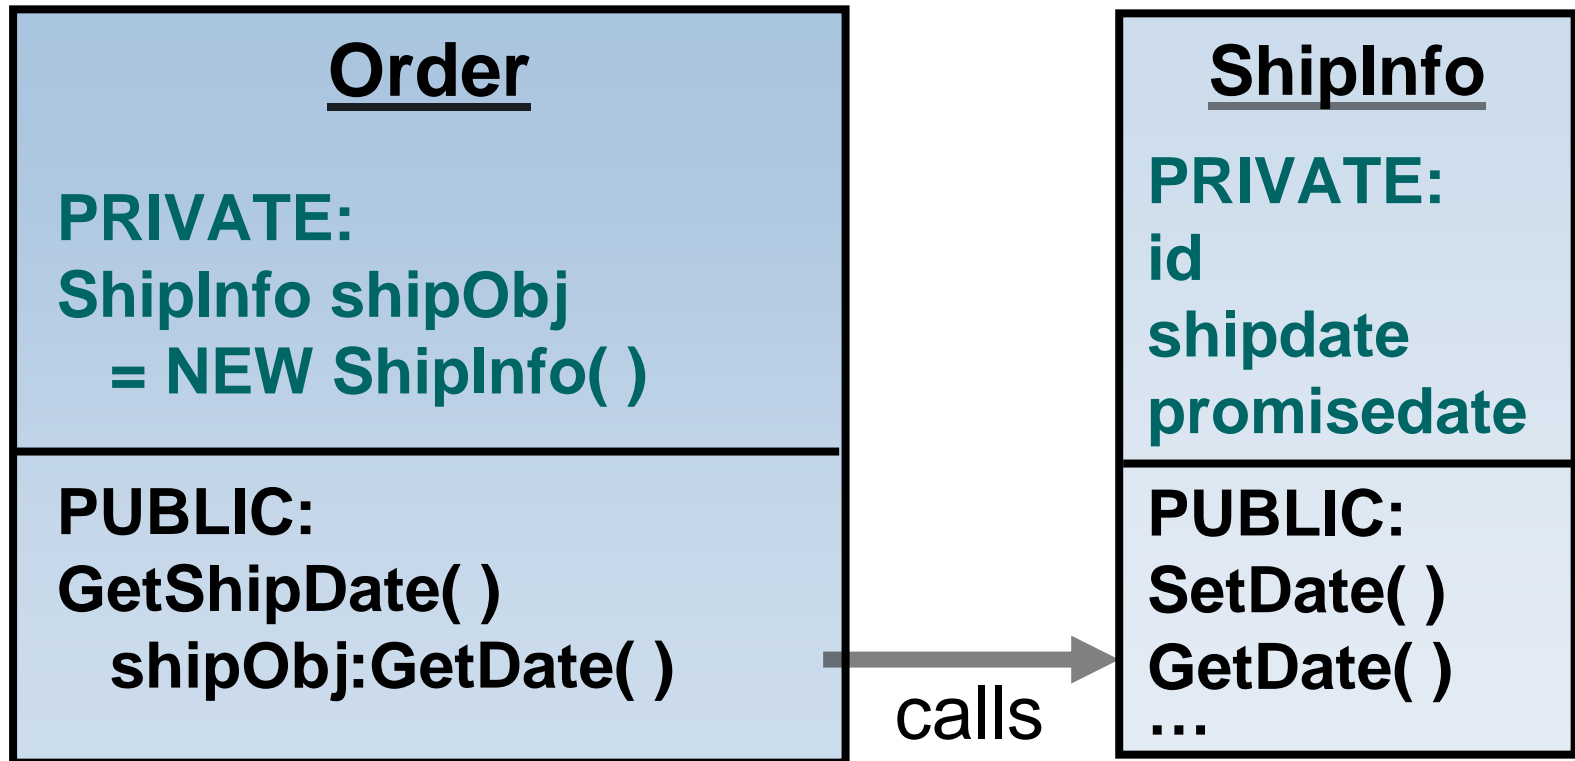 Order
PRIVATE:
ShipInfo shipObj
= NEW ShipInfo( )
PUBLIC:
GetShipDate( )
shipObj:GetDate( )
calls
ShipInfo
PRIVATE:
id
shipdate
promisedate
PUBLIC:
SetDate( )
GetDate( )
...